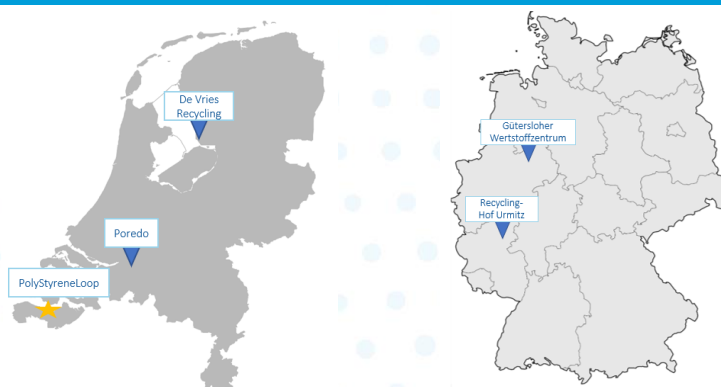 De Vries
Recycling
Poredo
PolyStyreneLoop
Gütersloher
Wertstoffzentrum
Recycling-
Hof Urmitz